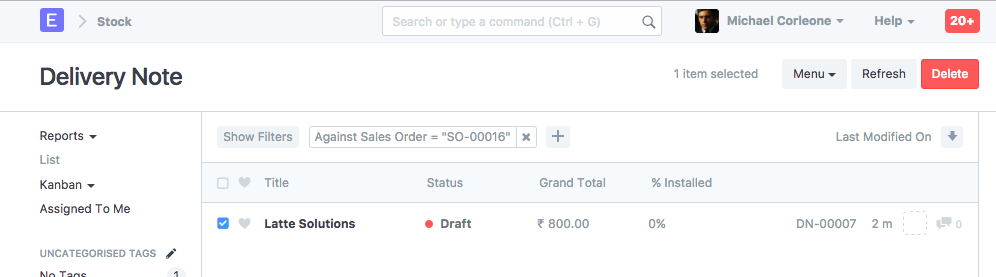 E Stock Search or type a command (Ctrl + G) Michael Corleone Help 20+
Delivery Note 1 item selected Menu Refresh Delete
Reports Show Filters Against Sales Order = "SO-00016" × + Last Modified On
List
Kanban Title Status Grand Total % Installed
Assigned To Me
Latte Solutions Draft ₹ 800.00 0% DN-00007 2 m 0
UNCATEGORISED TAGS
No Tags 1